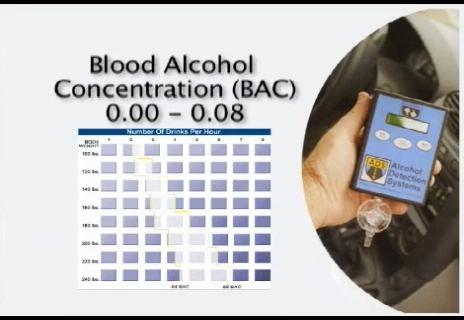 Blood Alcohol
Concentration (BAC)
0.00 – 0.08
Number Of Drinks Per Hour
BODY
WEIGHT
1 2 3 4 5 6 7 8
100 lbs.
120 lbs.
140 lbs.
160 lbs.
180 lbs.
200 lbs.
220 lbs.
240 lbs.
ADS
Alcohol
Detection
Systems